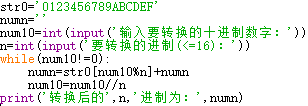 str0='0123456789ABCDEF'
numn=''
num10=int(input('输入要转换的十进制数字：'))
n=int(input('要转换的进制(<=16)：'))
while(num10!=0):
    numn=str0[num10%n]+numn
    num10=num10//n
print('转换后的',n,'进制为：',numn)